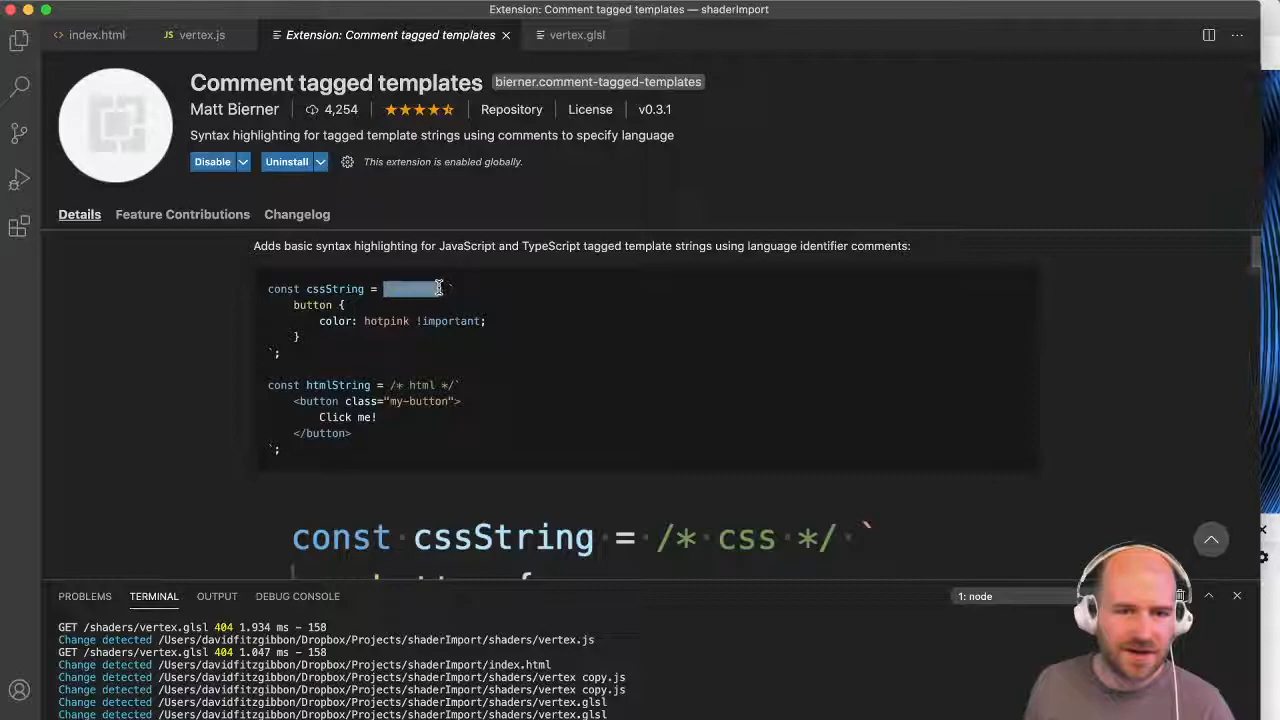 Extension: Comment tagged templates — shaderImport
index.html
JS vertex.js
Extension: Comment tagged templates
vertex.glsl
Comment tagged templates bierner.comment-tagged-templates
Matt Bierner 4,254 Repository License v0.3.1
Syntax highlighting for tagged template strings using comments to specify language
Disable Uninstall This extension is enabled globally.
Details Feature Contributions Changelog
Adds basic syntax highlighting for JavaScript and TypeScript tagged template strings using language identifier comments:
const cssString = `
button {
color: hotpink !important;
}
`;
const htmlString = /* html */`
<button class="my-button">
Click me!
</button>
`;
const cssString = /* css */ `
PROBLEMS TERMINAL OUTPUT DEBUG CONSOLE 1: node
GET /shaders/vertex.glsl 404 1.934 ms - 158
Change detected /Users/davidfitzgibbon/Dropbox/Projects/shaderImport/shaders/vertex.js
GET /shaders/vertex.glsl 404 1.047 ms - 158
Change detected /Users/davidfitzgibbon/Dropbox/Projects/shaderImport/index.html
Change detected /Users/davidfitzgibbon/Dropbox/Projects/shaderImport/shaders/vertex copy.js
Change detected /Users/davidfitzgibbon/Dropbox/Projects/shaderImport/shaders/vertex copy.js
Change detected /Users/davidfitzgibbon/Dropbox/Projects/shaderImport/shaders/vertex.glsl
Change detected /Users/davidfitzgibbon/Dropbox/Projects/shaderImport/shaders/vertex.glsl